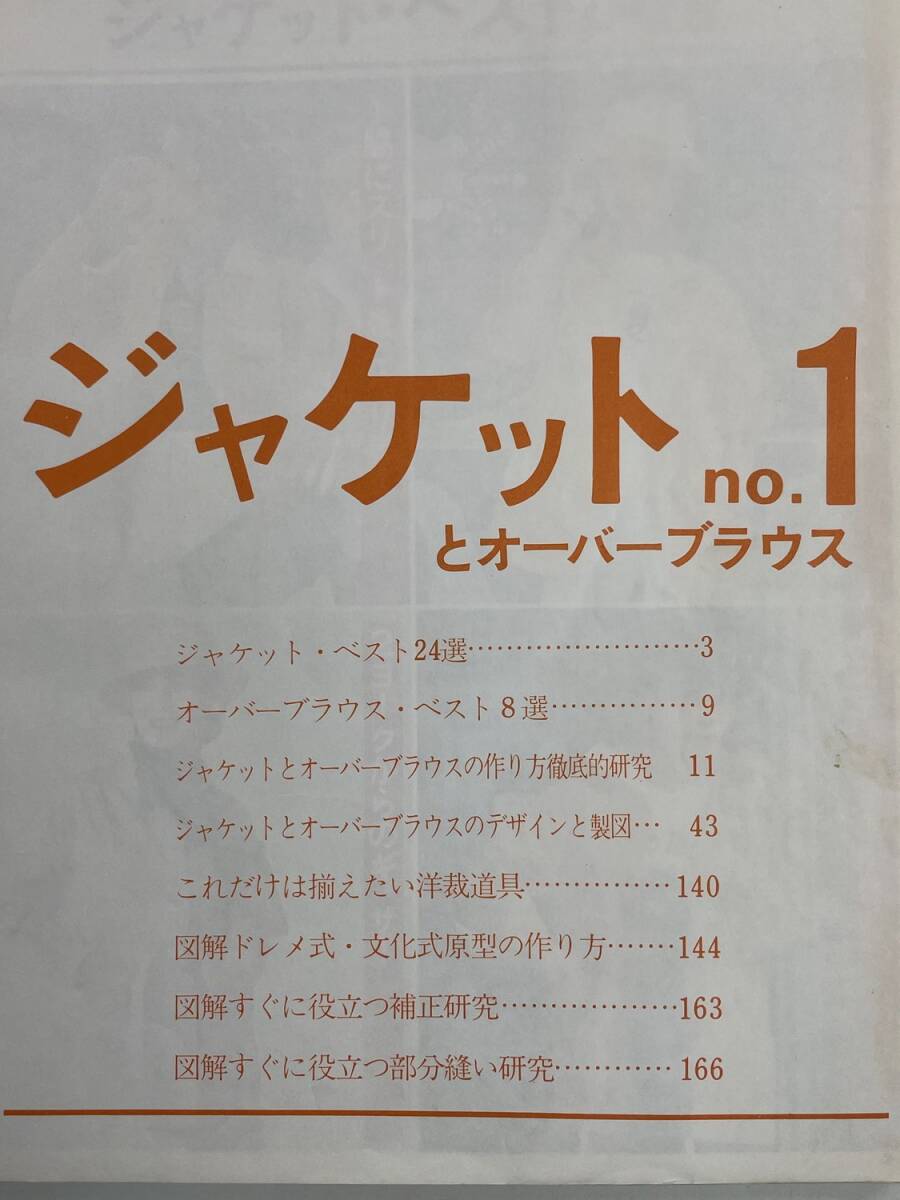 ジャケット no.1
とオーバーブラウス
ジャケット・ベスト24選……………………3
オーバーブラウス・ベスト8選……………9
ジャケットとオーバーブラウスの作り方徹底的研究 11
ジャケットとオーバーブラウスのデザインと製図… 43
これだけは揃えたい洋裁道具……………140
図解ドレメ式・文化式原型の作り方……144
図解すぐに役立つ補正研究………………163
図解すぐに役立つ部分縫い研究…………166